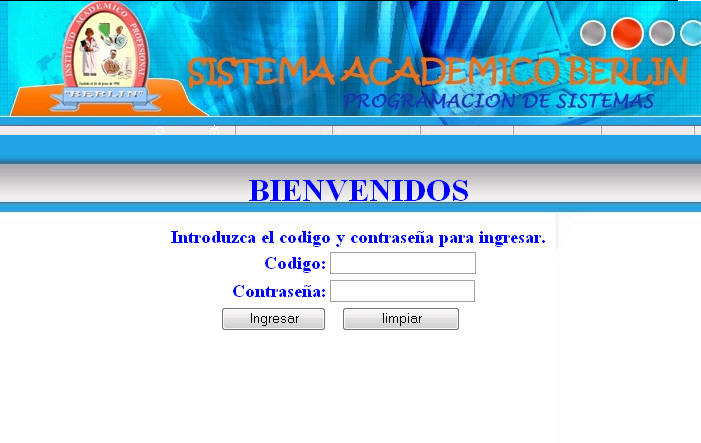 INSTITUTO ACADEMICO PROFESIONAL
"BERLIN"
SISTEMA ACADEMICO BERLIN
PROGRAMACION DE SISTEMAS
BIENVENIDOS
Introduzca el codigo y contraseña para ingresar.
Codigo:
Contraseña:
Ingresar limpiar